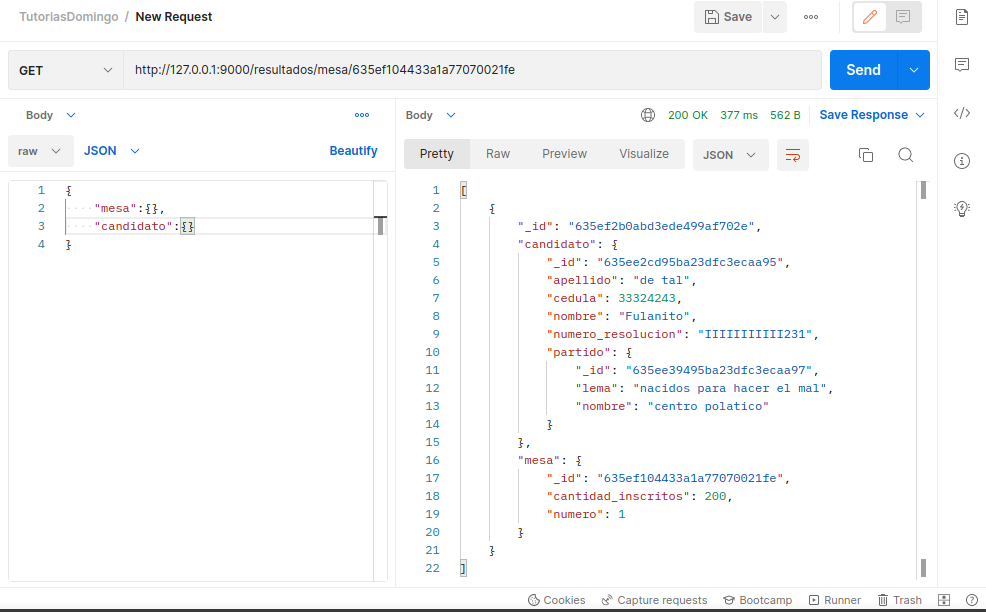 TutoriasDomingo / New Request
Save
GET
http://127.0.0.1:9000/resultados/mesa/635ef104433a1a77070021fe
Send
Body
raw
JSON
Beautify
1 {
2 ····"mesa":{},
3 ····"candidato":{}
4 }
Body
200 OK 377 ms 562 B Save Response
Pretty Raw Preview Visualize JSON
1 [
2 {
3 "_id": "635ef2b0abd3ede499af702e",
4 "candidato": {
5 "_id": "635ee2cd95ba23dfc3ecaa95",
6 "apellido": "de tal",
7 "cedula": 33324243,
8 "nombre": "Fulanito",
9 "numero_resolucion": "IIIIIIIIIII231",
10 "partido": {
11 "_id": "635ee39495ba23dfc3ecaa97",
12 "lema": "nacidos para hacer el mal",
13 "nombre": "centro polatico"
14 }
15 },
16 "mesa": {
17 "_id": "635ef104433a1a77070021fe",
18 "cantidad_inscritos": 200,
19 "numero": 1
20 }
21 }
22 ]
Cookies Capture requests Bootcamp Runner Trash